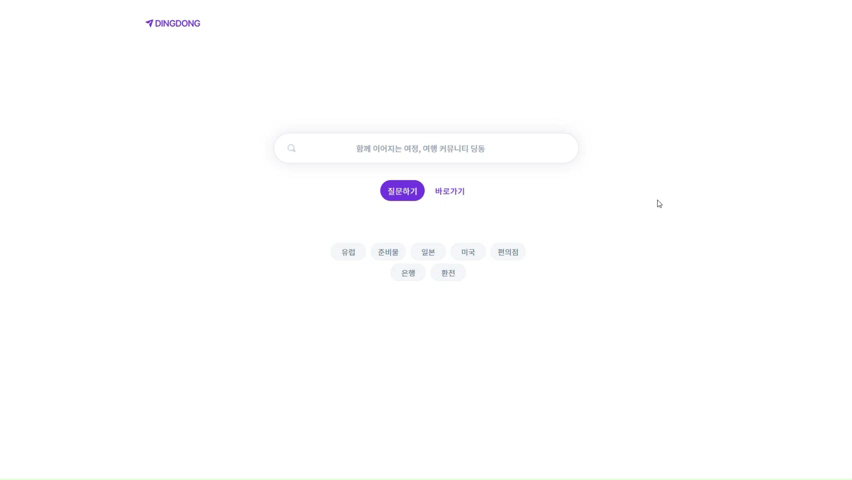 DINGDONG
함께 이어지는 여정, 여행 커뮤니티 딩동
질문하기 바로가기
유럽 준비물 일본 미국 편의점
은행 환전